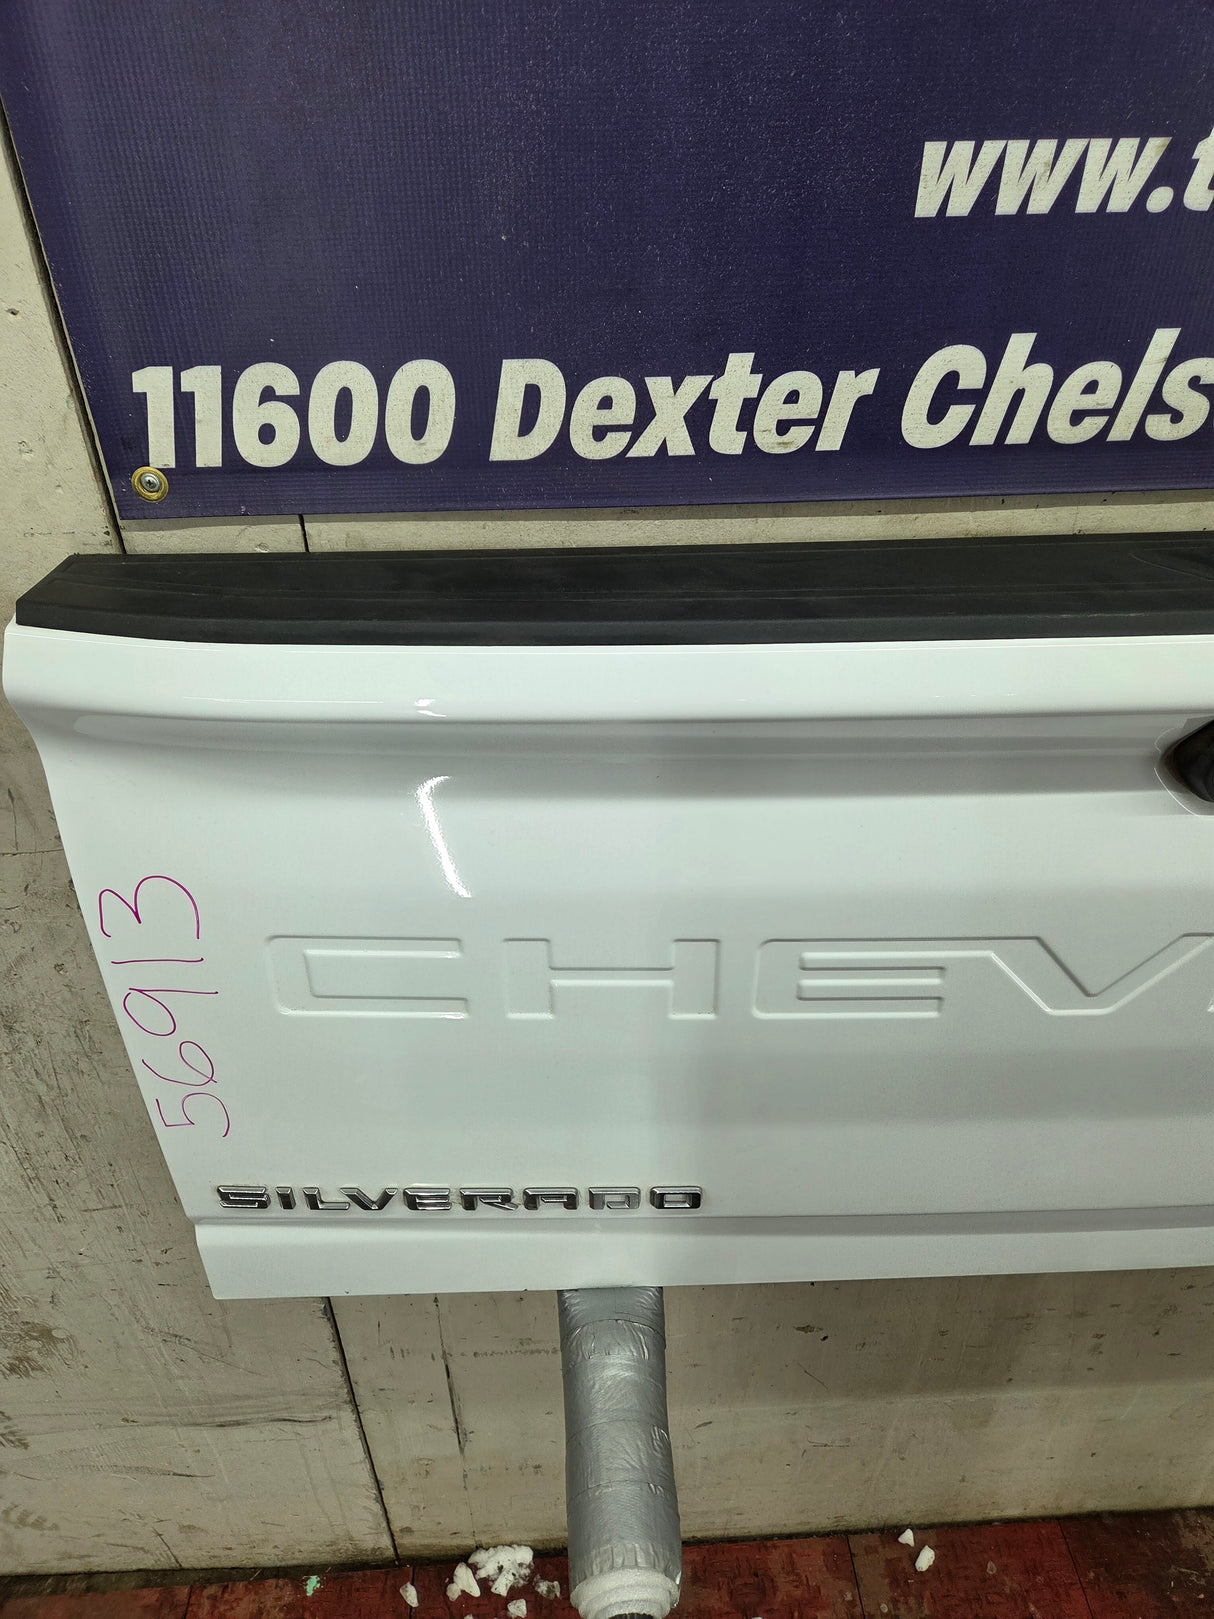 www.t
11600 Dexter Chels
CHEV
56913
SILVERADO